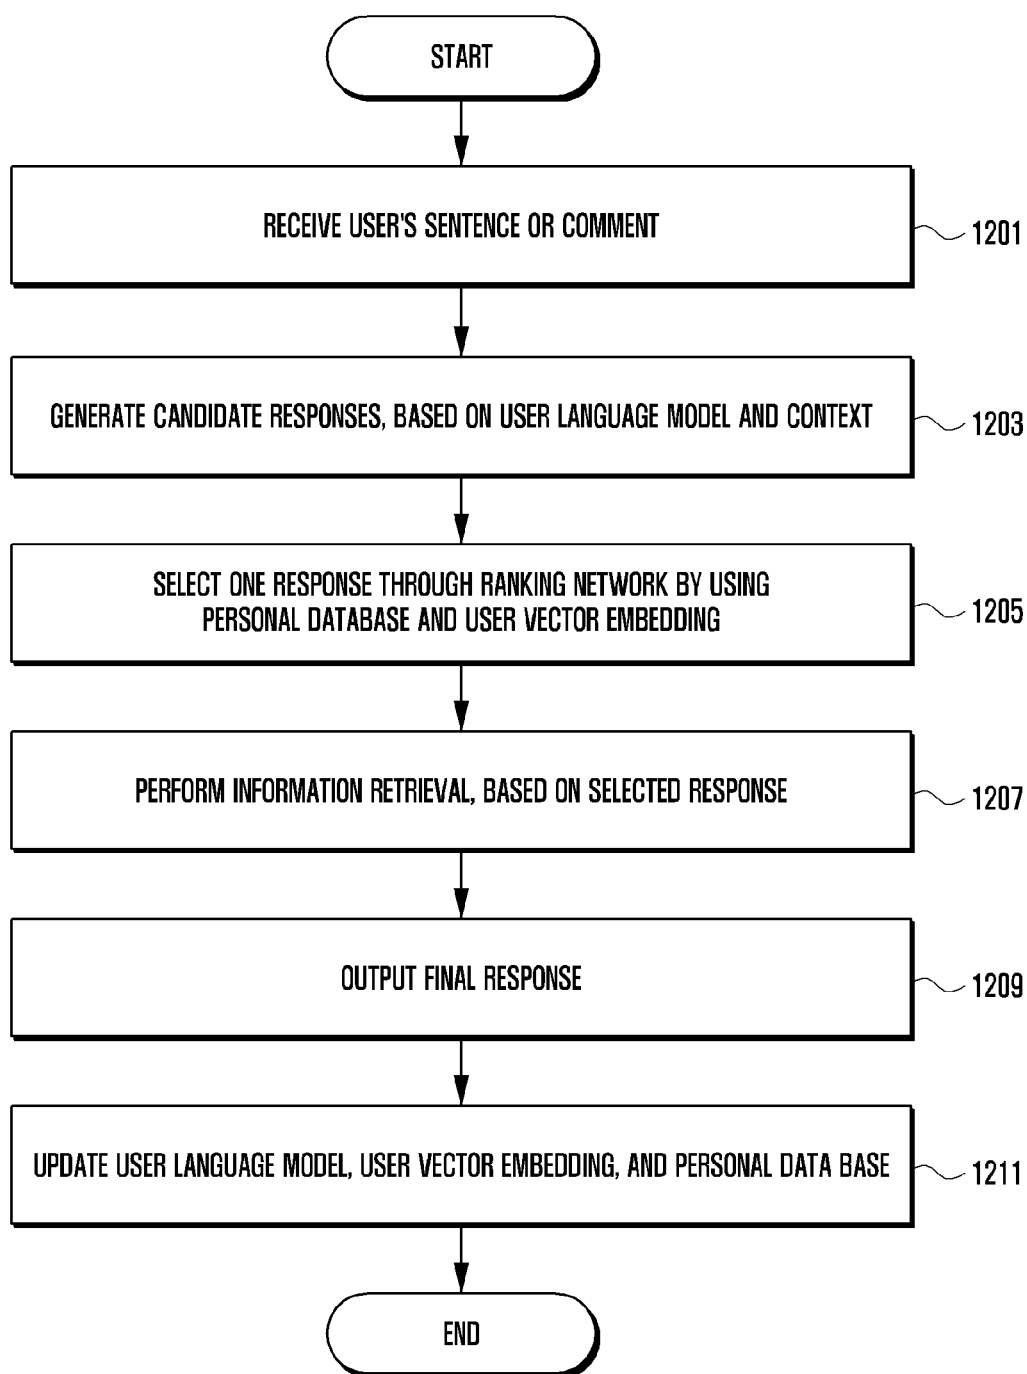 START
RECEIVE USER'S SENTENCE OR COMMENT
1201
GENERATE CANDIDATE RESPONSES, BASED ON USER LANGUAGE MODEL AND CONTEXT
1203
SELECT ONE RESPONSE THROUGH RANKING NETWORK BY USING
PERSONAL DATABASE AND USER VECTOR EMBEDDING
1205
PERFORM INFORMATION RETRIEVAL, BASED ON SELECTED RESPONSE
1207
OUTPUT FINAL RESPONSE
1209
UPDATE USER LANGUAGE MODEL, USER VECTOR EMBEDDING, AND PERSONAL DATA BASE
1211
END